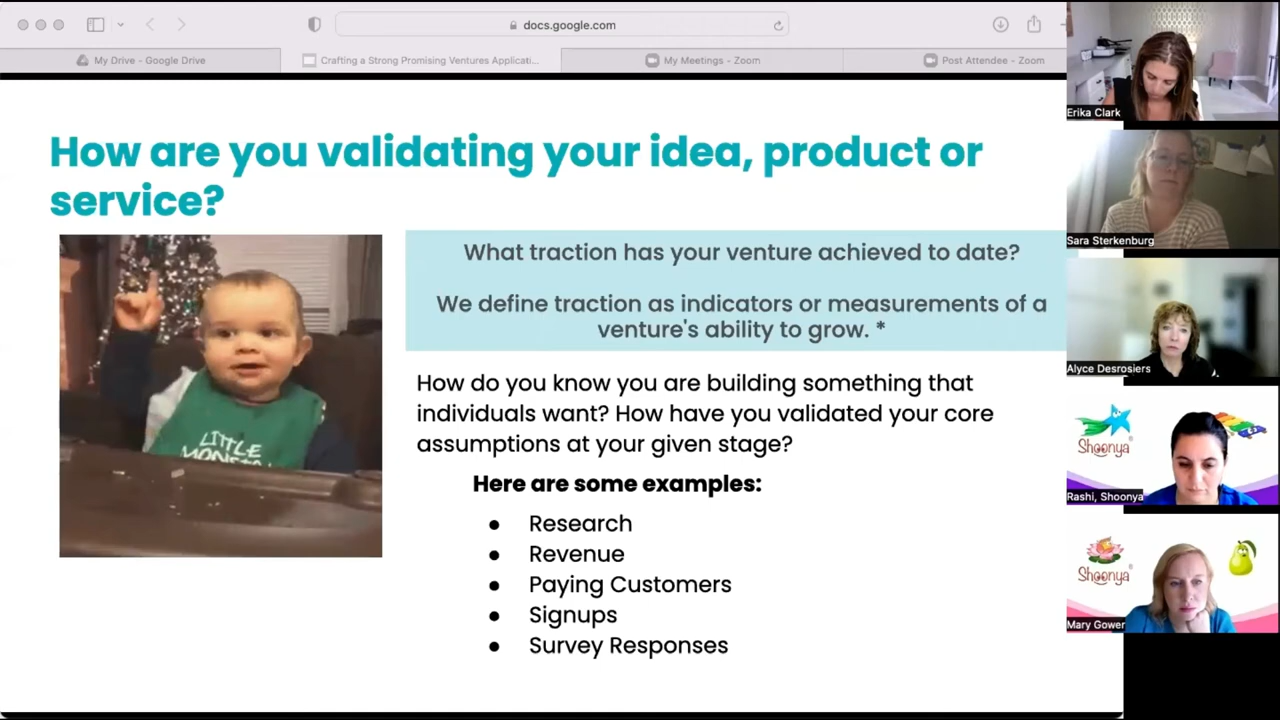 docs.google.com
My Drive - Google Drive
Crafting a Strong Promising Ventures Applicati...
My Meetings - Zoom
Post Attendee - Zoom
How are you validating your idea, product or
service?
LITTLE
MONSTA
What traction has your venture achieved to date?
We define traction as indicators or measurements of a
venture's ability to grow. *
How do you know you are building something that
individuals want? How have you validated your core
assumptions at your given stage?
Here are some examples:
● Research
● Revenue
● Paying Customers
● Signups
● Survey Responses
Erika Clark
Sara Sterkenburg
Alyce Desrosiers
Shoonya®
Rashi, Shoonya
Shoonya®
Mary Gower